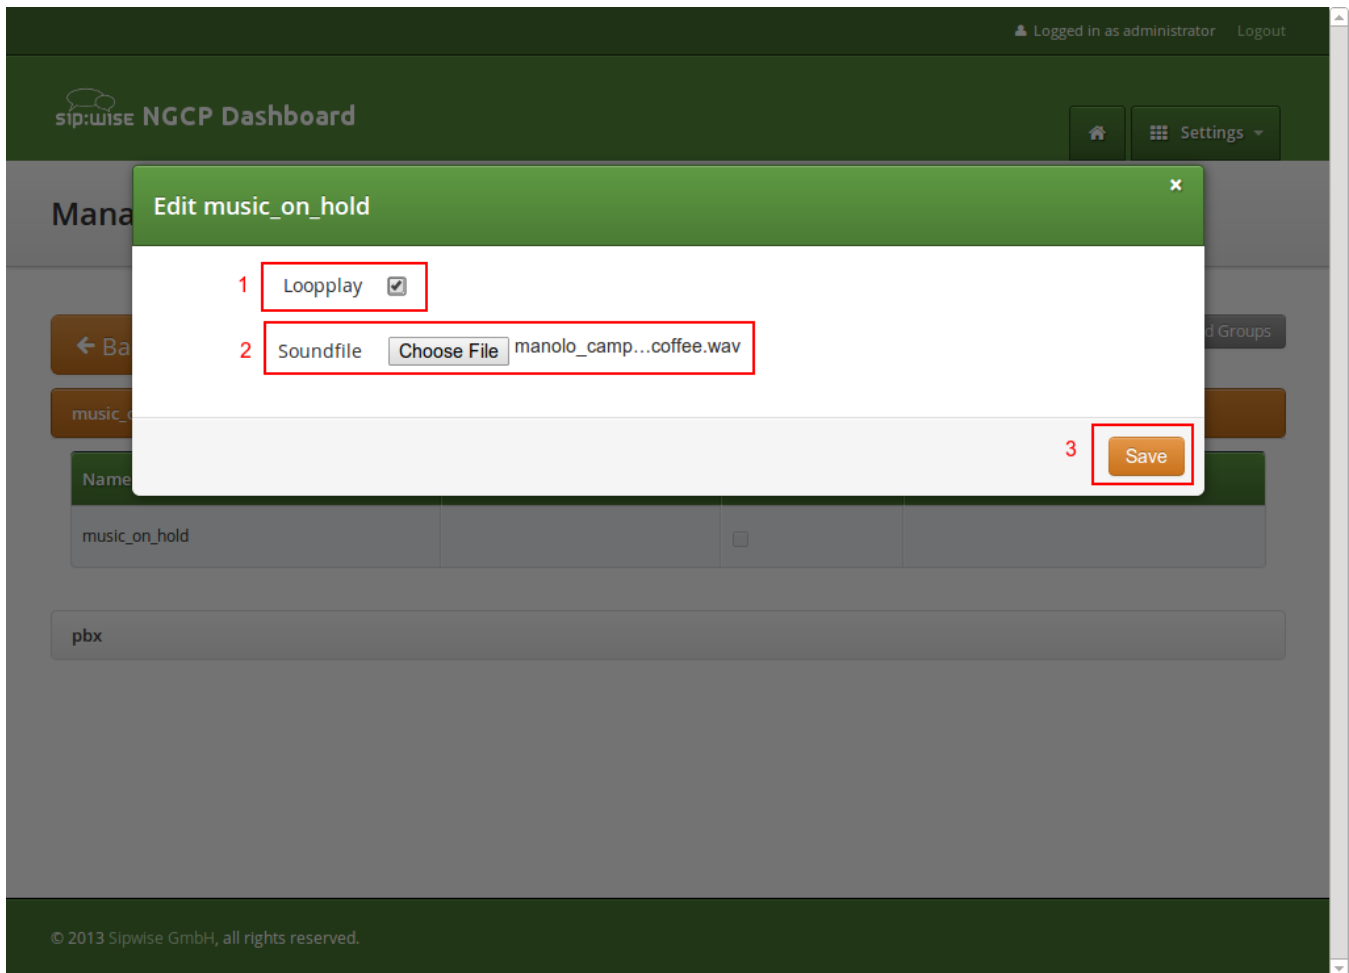 Logged in as administrator Logout
sip:wise NGCP Dashboard
Settings
Mana
Edit music_on_hold
×
1 Loopplay
2 Soundfile Choose File manolo_camp...coffee.wav
Ba
d Groups
music_o
3 Save
Name
music_on_hold
pbx
© 2013 Sipwise GmbH, all rights reserved.